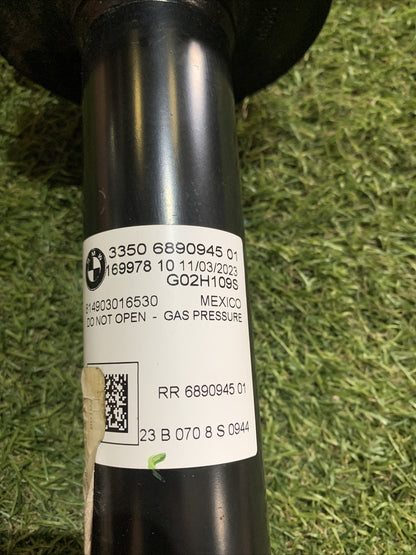 3350 6890945 01
169978 10 11/03/2023
G02H109S
814903016530 MEXICO
DO NOT OPEN - GAS PRESSURE
RR 6890945 01
23 B 070 8 S 0944